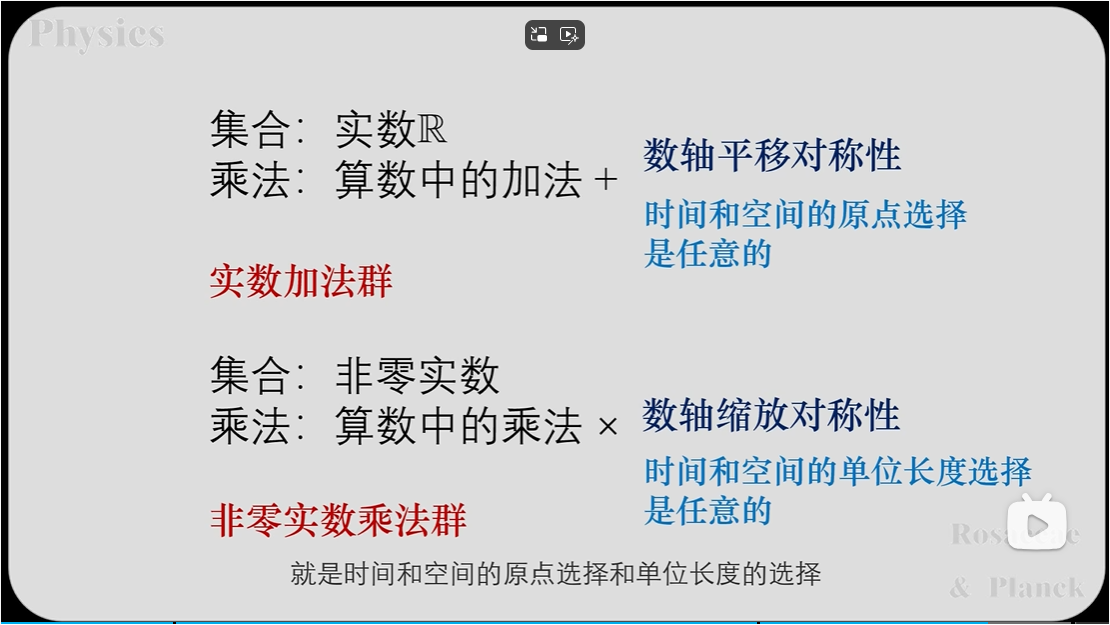 Physics
集合： 实数ℝ
乘法： 算数中的加法 +
数轴平移对称性
时间和空间的原点选择
是任意的
实数加法群
集合： 非零实数
乘法： 算数中的乘法 ×
数轴缩放对称性
时间和空间的单位长度选择
是任意的
非零实数乘法群
就是时间和空间的原点选择和单位长度的选择
& Planck